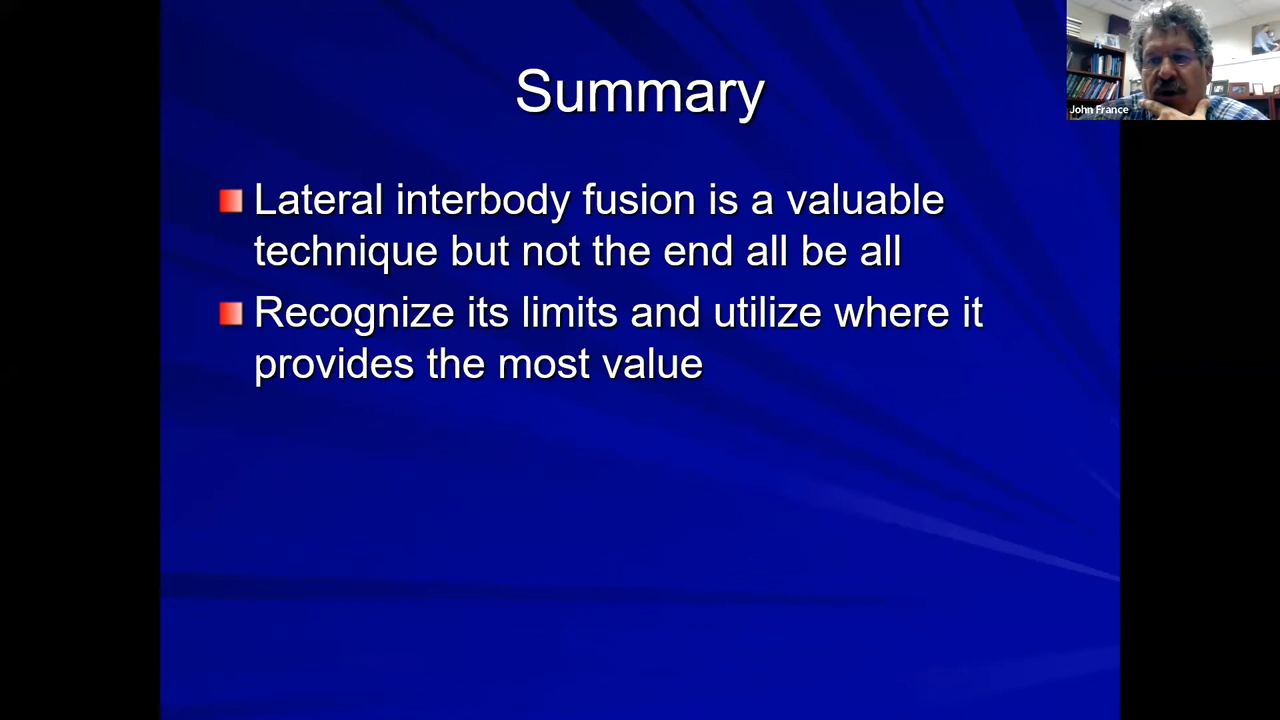 Summary
Lateral interbody fusion is a valuable
technique but not the end all be all
Recognize its limits and utilize where it
provides the most value
John France